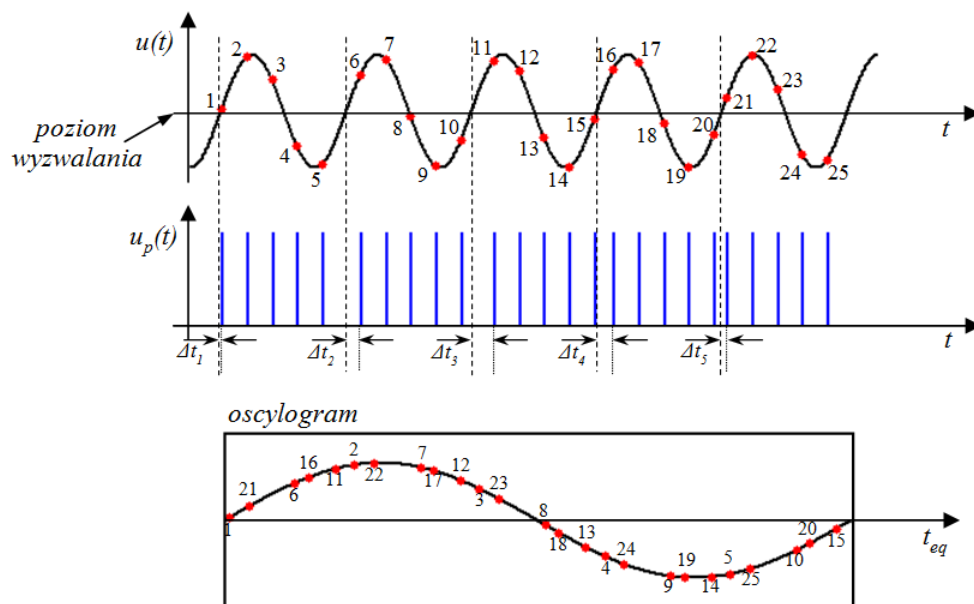 u(t)
1 2 3 4 5 6 7 8 9 10 11 12 13 14 15 16 17 18 19 20 21 22 23 24 25
poziom
wyzwalania
t
u_p(t)
Δt_1 Δt_2 Δt_3 Δt_4 Δt_5 t
oscylogram
1 21 6 16 11 2 22 7 17 12 3 23 8 18 13 4 24 9 19 14 5 25 10 20 15
t_eq